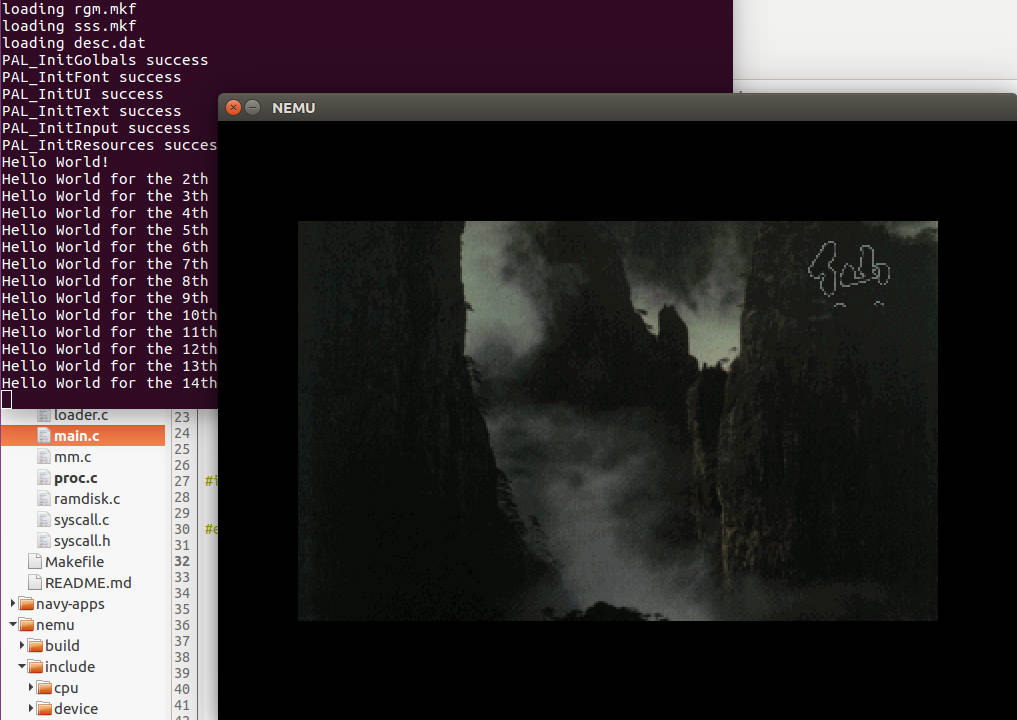 loading rgm.mkf
loading sss.mkf
loading desc.dat
PAL_InitGolbals success
PAL_InitFont success
PAL_InitUI success
PAL_InitText success
PAL_InitInput success
PAL_InitResources succes
Hello World!
Hello World for the 2th
Hello World for the 3th
Hello World for the 4th
Hello World for the 5th
Hello World for the 6th
Hello World for the 7th
Hello World for the 8th
Hello World for the 9th
Hello World for the 10th
Hello World for the 11th
Hello World for the 12th
Hello World for the 13th
Hello World for the 14th
NEMU
loader.c
main.c
mm.c
proc.c
ramdisk.c
syscall.c
syscall.h
Makefile
README.md
navy-apps
nemu
build
include
cpu
device
23
24
25
26
27 #i
28
29
30 #e
31
32
33
34
35
36
37
38
39
40
41